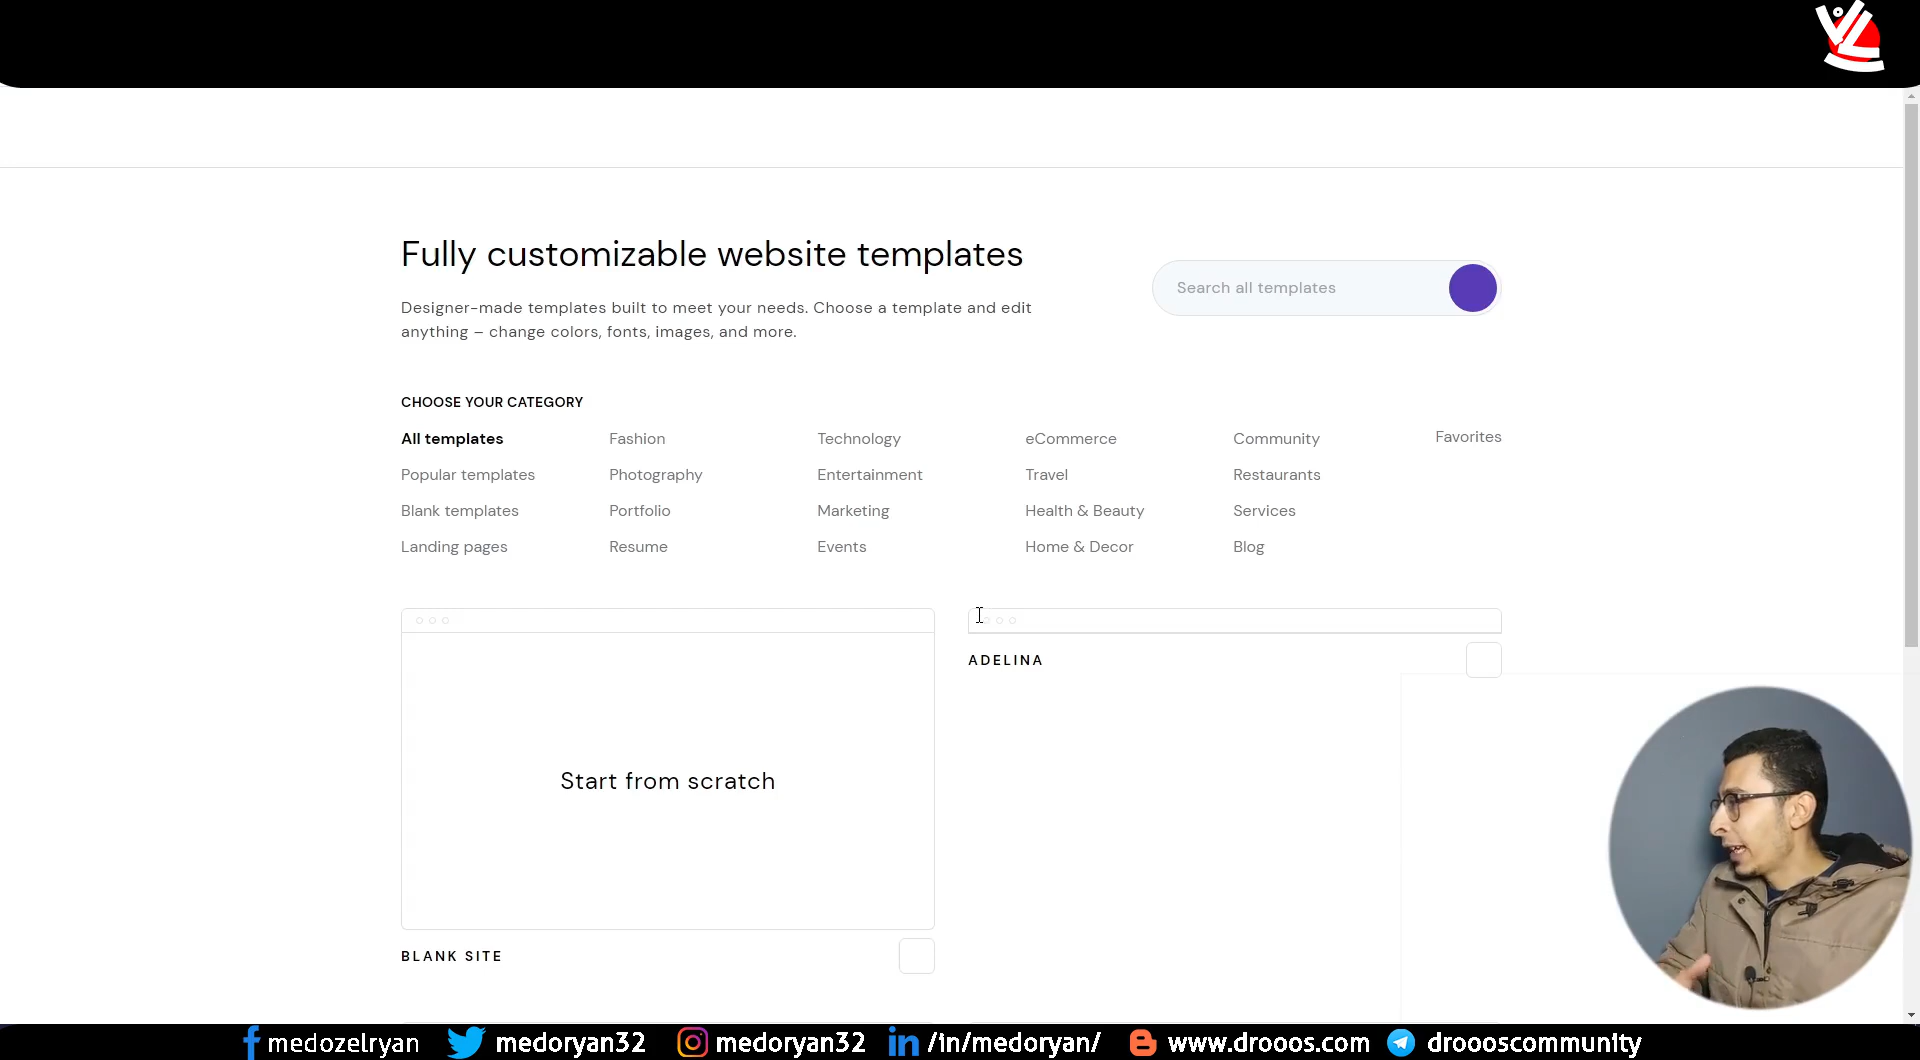 Fully customizable website templates
Designer-made templates built to meet your needs. Choose a template and edit
anything – change colors, fonts, images, and more.
Search all templates
CHOOSE YOUR CATEGORY
All templates Fashion Technology eCommerce Community Favorites
Popular templates Photography Entertainment Travel Restaurants
Blank templates Portfolio Marketing Health & Beauty Services
Landing pages Resume Events Home & Decor Blog
Start from scratch
BLANK SITE
ADELINA
medozelryan medoryan32 medoryan32 /in/medoryan/ www.drooos.com droooscommunity